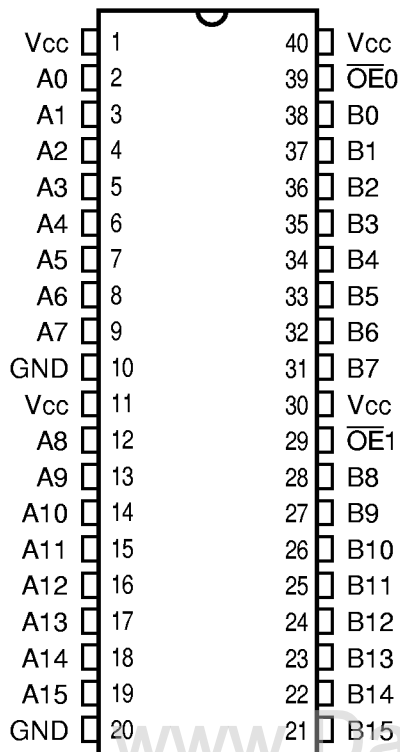 Vcc 1 40 Vcc
A0 2 39 OE0
A1 3 38 B0
A2 4 37 B1
A3 5 36 B2
A4 6 35 B3
A5 7 34 B4
A6 8 33 B5
A7 9 32 B6
GND 10 31 B7
Vcc 11 30 Vcc
A8 12 29 OE1
A9 13 28 B8
A10 14 27 B9
A11 15 26 B10
A12 16 25 B11
A13 17 24 B12
A14 18 23 B13
A15 19 22 B14
GND 20 21 B15